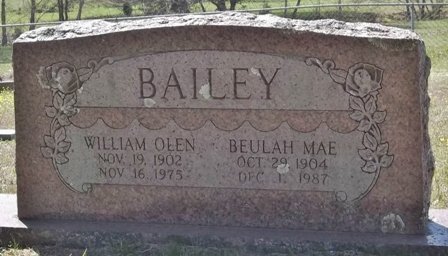 BAILEY
WILLIAM OLEN
NOV. 19, 1902
NOV. 16, 1975
BEULAH MAE
OCT. 29, 1904
DEC. 1, 1987